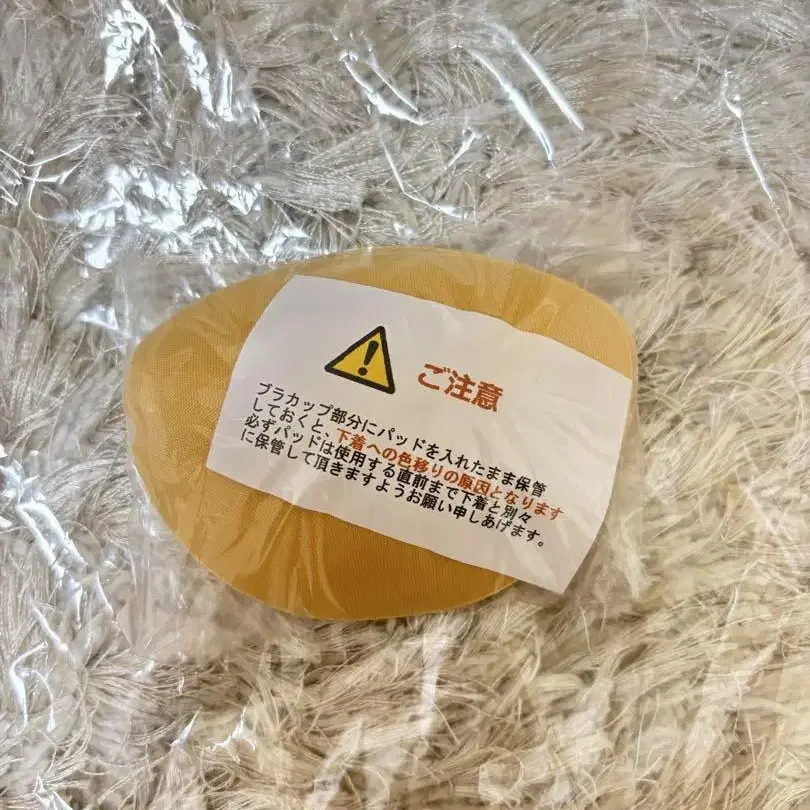 ご注意
ブラカップ部分にパッドを入れたまま保管
しておくと、下着への色移りの原因となります
必ずパッドは使用する直前まで下着と別々
に保管して頂きますようお願い申しあげます。